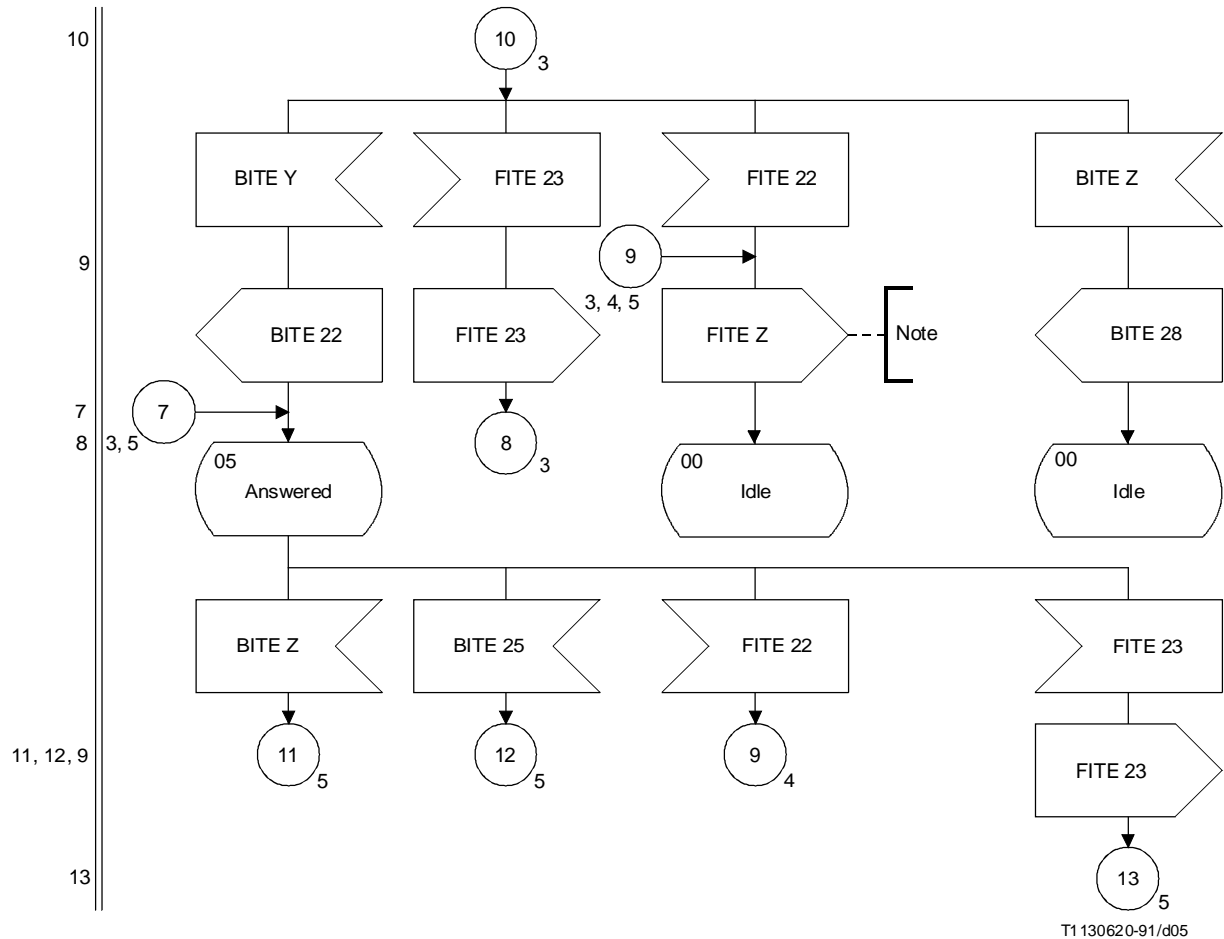 10
10
3
BITE Y
FITE 23
FITE 22
BITE Z
9
9
3, 4, 5
BITE 22
FITE 23
FITE Z
Note
BITE 28
7
7
8
3, 5
8
3
05
Answered
00
Idle
00
Idle
BITE Z
BITE 25
FITE 22
FITE 23
11, 12, 9
11
5
12
5
9
4
FITE 23
13
13
5
T1130620-91/d05